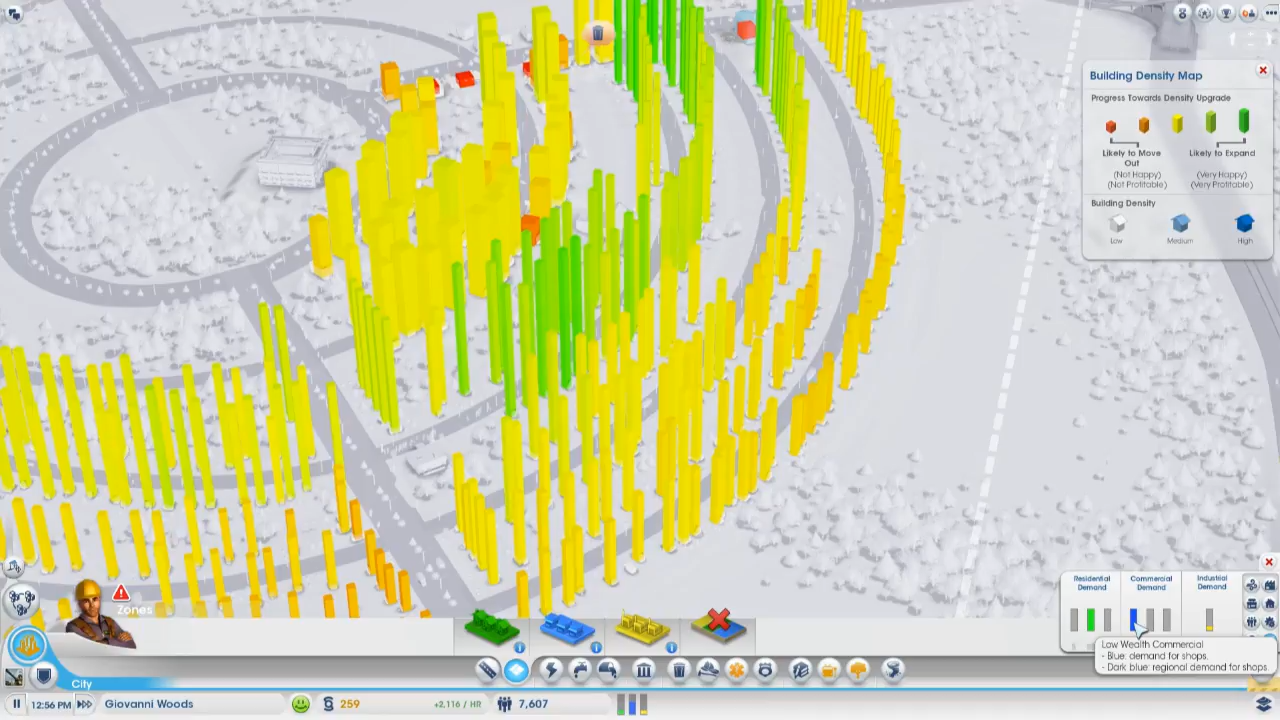 Building Density Map
Progress Towards Density Upgrade
Likely to Move Out
(Not Happy)
(Not Profitable)
Likely to Expand
(Very Happy)
(Very Profitable)
Building Density
Low
Medium
High
Zones
Residential Demand
Commercial Demand
Industrial Demand
Low Wealth Commercial
- Blue: demand for shops.
- Dark blue: regional demand for shops.
City
12:56 PM
Giovanni Woods
259
+2,116 / HR
7,607